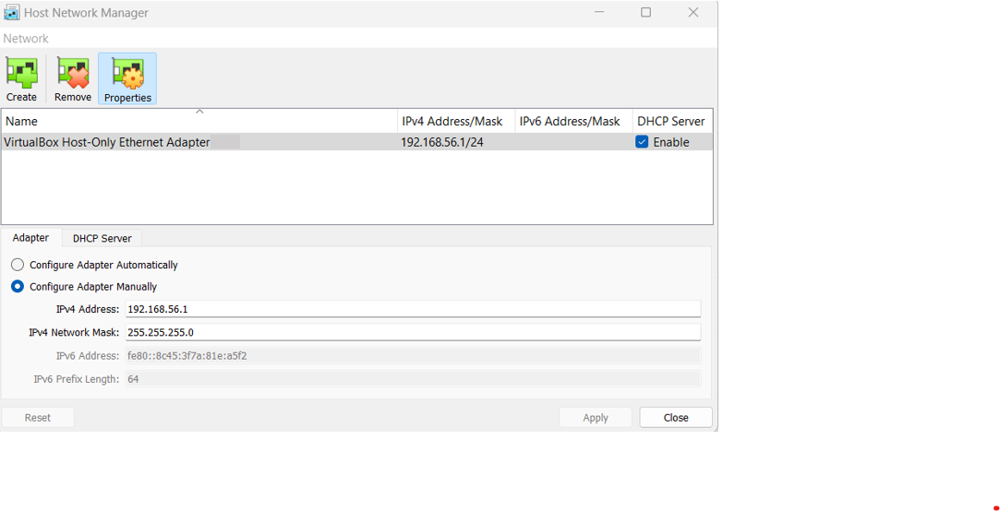 Host Network Manager
Network
Create Remove Properties
Name IPv4 Address/Mask IPv6 Address/Mask DHCP Server
VirtualBox Host-Only Ethernet Adapter 192.168.56.1/24 Enable
Adapter DHCP Server
Configure Adapter Automatically
Configure Adapter Manually
IPv4 Address: 192.168.56.1
IPv4 Network Mask: 255.255.255.0
IPv6 Address: fe80::8c45:3f7a:81e:a5f2
IPv6 Prefix Length: 64
Reset Apply Close